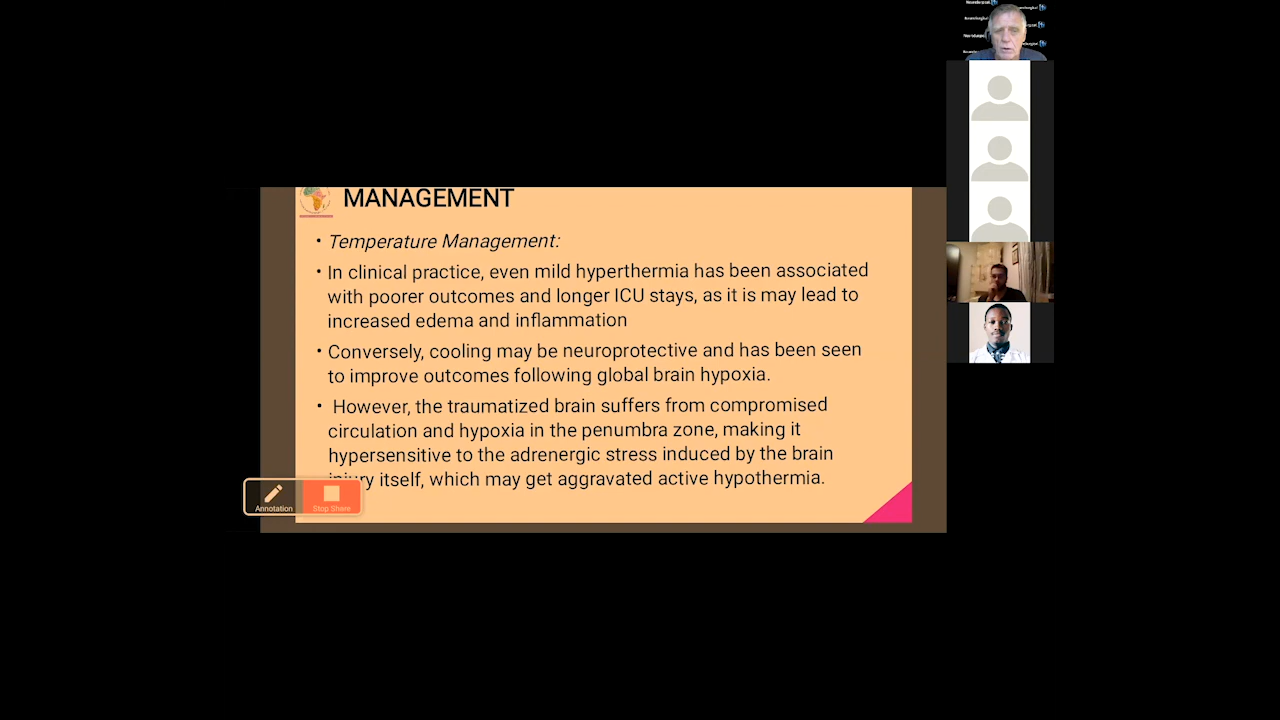 MANAGEMENT
• Temperature Management:
• In clinical practice, even mild hyperthermia has been associated
with poorer outcomes and longer ICU stays, as it is may lead to
increased edema and inflammation
• Conversely, cooling may be neuroprotective and has been seen
to improve outcomes following global brain hypoxia.
• However, the traumatized brain suffers from compromised
circulation and hypoxia in the penumbra zone, making it
hypersensitive to the adrenergic stress induced by the brain
injury itself, which may get aggravated active hypothermia.
Annotation
Stop Share